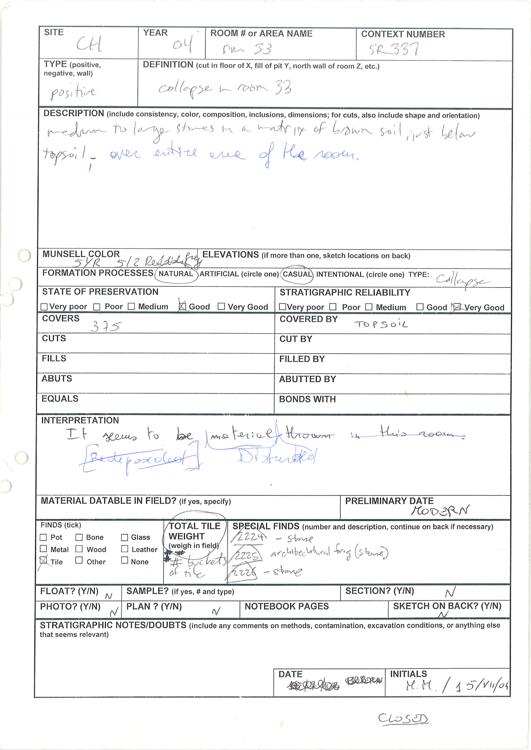 SITE CH
YEAR 04
ROOM # or AREA NAME rm 33
CONTEXT NUMBER SR 337
TYPE (positive, negative, wall) positive
DEFINITION (cut in floor of X, fill of pit Y, north wall of room Z, etc.)
collapse in room 33
DESCRIPTION (include consistency, color, composition, inclusions, dimensions; for cuts, also include shape and orientation)
medium to large stones in a matrix of brown soil, just below
topsoil, over entire area of the room.
MUNSELL COLOR 5YR 5/2 Reddish gray
ELEVATIONS (if more than one, sketch locations on back)
FORMATION PROCESSES NATURAL ARTIFICIAL (circle one) CASUAL INTENTIONAL (circle one) TYPE: Collapse
STATE OF PRESERVATION
Very poor Poor Medium Good Very Good
STRATIGRAPHIC RELIABILITY
Very poor Poor Medium Good Very Good
COVERS 375
COVERED BY TOPSOIL
CUTS
CUT BY
FILLS
FILLED BY
ABUTS
ABUTTED BY
EQUALS
BONDS WITH
INTERPRETATION
It seems to be material thrown in this room.
Redeposited Disturbed
MATERIAL DATABLE IN FIELD? (if yes, specify)
PRELIMINARY DATE
MODERN
FINDS (tick)
Pot Bone Glass
Metal Wood Leather
Tile Other None
TOTAL TILE WEIGHT (weigh in field)
# buckets of tile
SPECIAL FINDS (number and description, continue on back if necessary)
2224 - stone
2225 architectural frag (stone)
2226 - stone
FLOAT? (Y/N) N
SAMPLE? (if yes, # and type)
SECTION? (Y/N) N
PHOTO? (Y/N) N
PLAN ? (Y/N) N
NOTEBOOK PAGES
SKETCH ON BACK? (Y/N) N
STRATIGRAPHIC NOTES/DOUBTS (include any comments on methods, contamination, excavation conditions, or anything else
that seems relevant)
DATE
INITIALS
M.M. / 15/VII/04
CLOSED